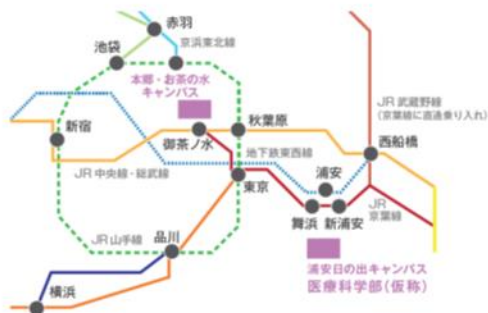 赤羽
池袋
京浜東北線
本郷・お茶の水
キャンパス
新宿
秋葉原
JR 武蔵野線
(京葉線に直通乗り入れ)
御茶ノ水
地下鉄東西線
西船橋
JR 中央線・総武線
東京
浦安
舞浜
新浦安
JR
京葉線
JR 山手線
品川
浦安日の出キャンパス
医療科学部(仮称)
横浜